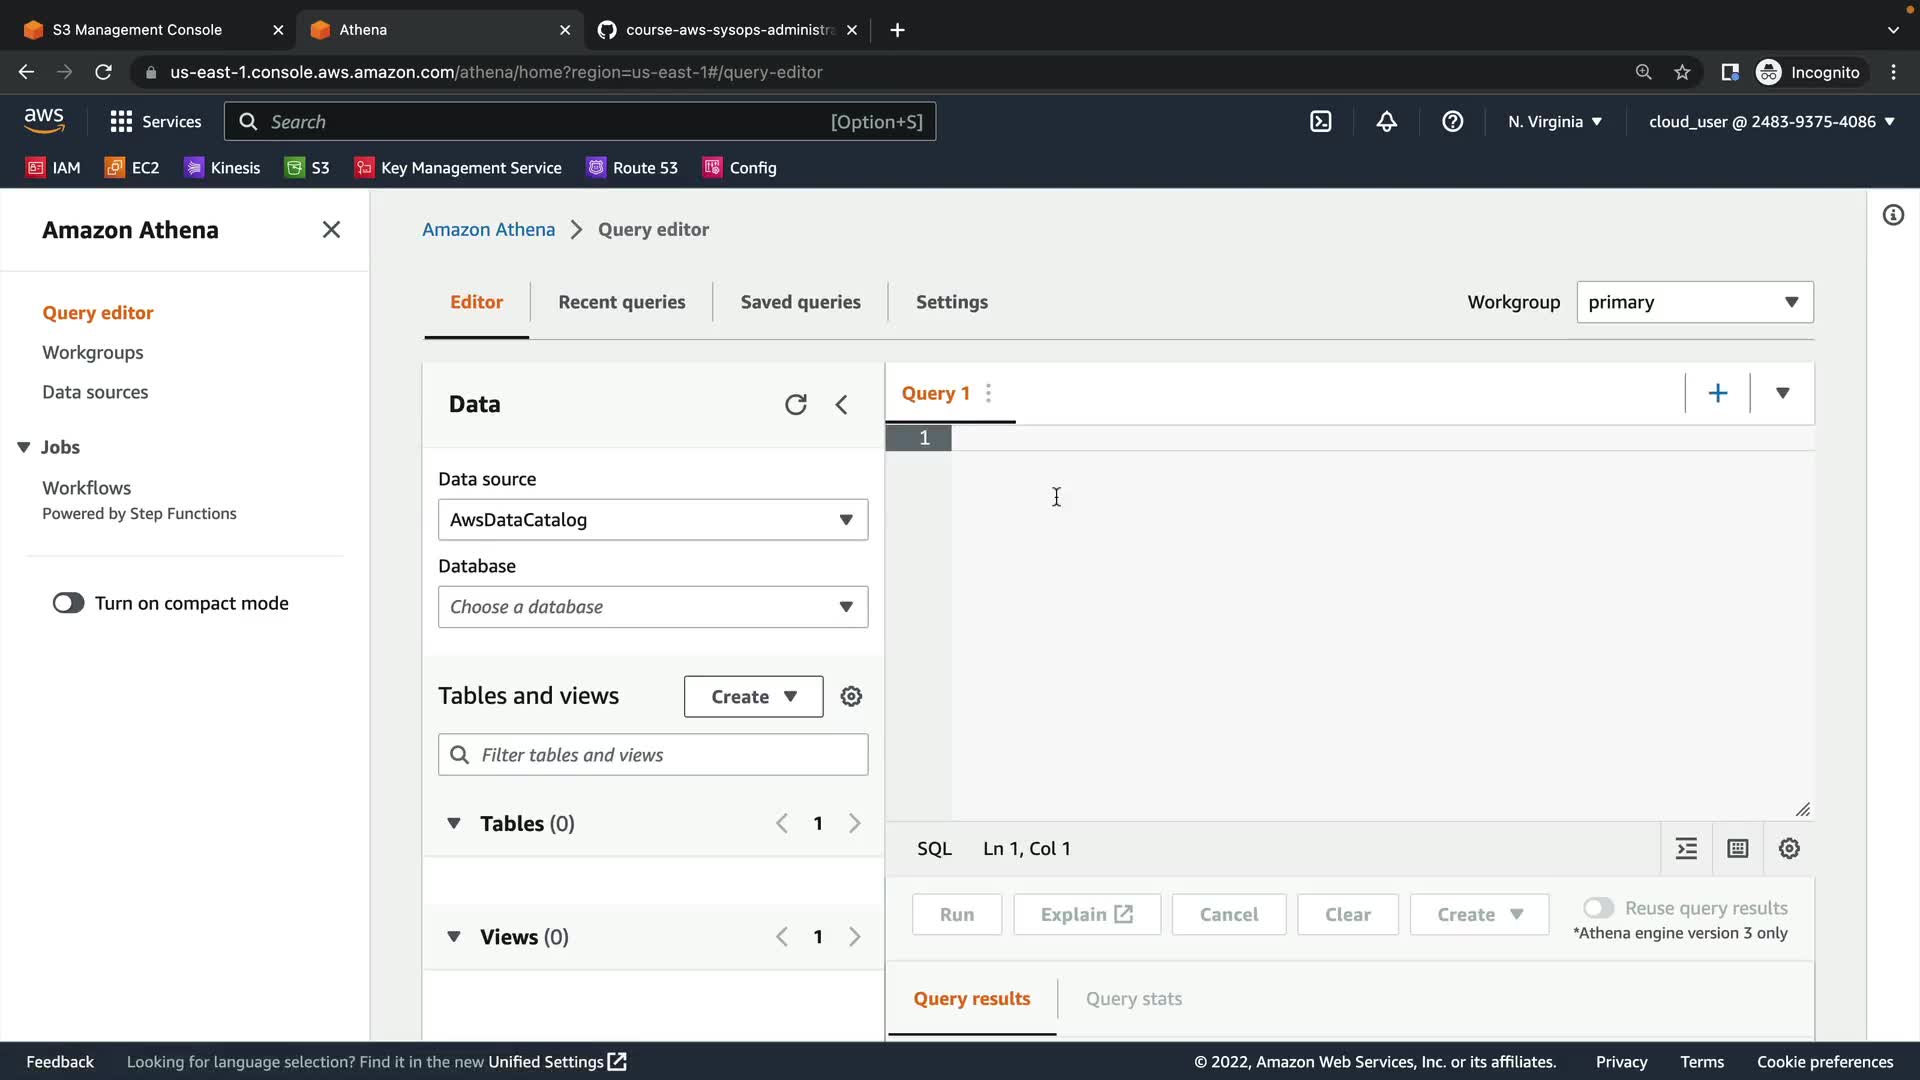 S3 Management Console
Athena
course-aws-sysops-administra
us-east-1.console.aws.amazon.com/athena/home?region=us-east-1#/query-editor
Incognito
aws
Services
Search
[Option+S]
N. Virginia
cloud_user @ 2483-9375-4086
IAM
EC2
Kinesis
S3
Key Management Service
Route 53
Config
Amazon Athena
Query editor
Workgroups
Data sources
Jobs
Workflows
Powered by Step Functions
Turn on compact mode
Amazon Athena
Query editor
Editor
Recent queries
Saved queries
Settings
Workgroup
primary
Data
Data source
AwsDataCatalog
Database
Choose a database
Tables and views
Create
Filter tables and views
Tables (0)
1
Views (0)
1
Query 1
1
SQL
Ln 1, Col 1
Run
Explain
Cancel
Clear
Create
Reuse query results
*Athena engine version 3 only
Query results
Query stats
Feedback
Looking for language selection? Find it in the new Unified Settings
© 2022, Amazon Web Services, Inc. or its affiliates.
Privacy
Terms
Cookie preferences